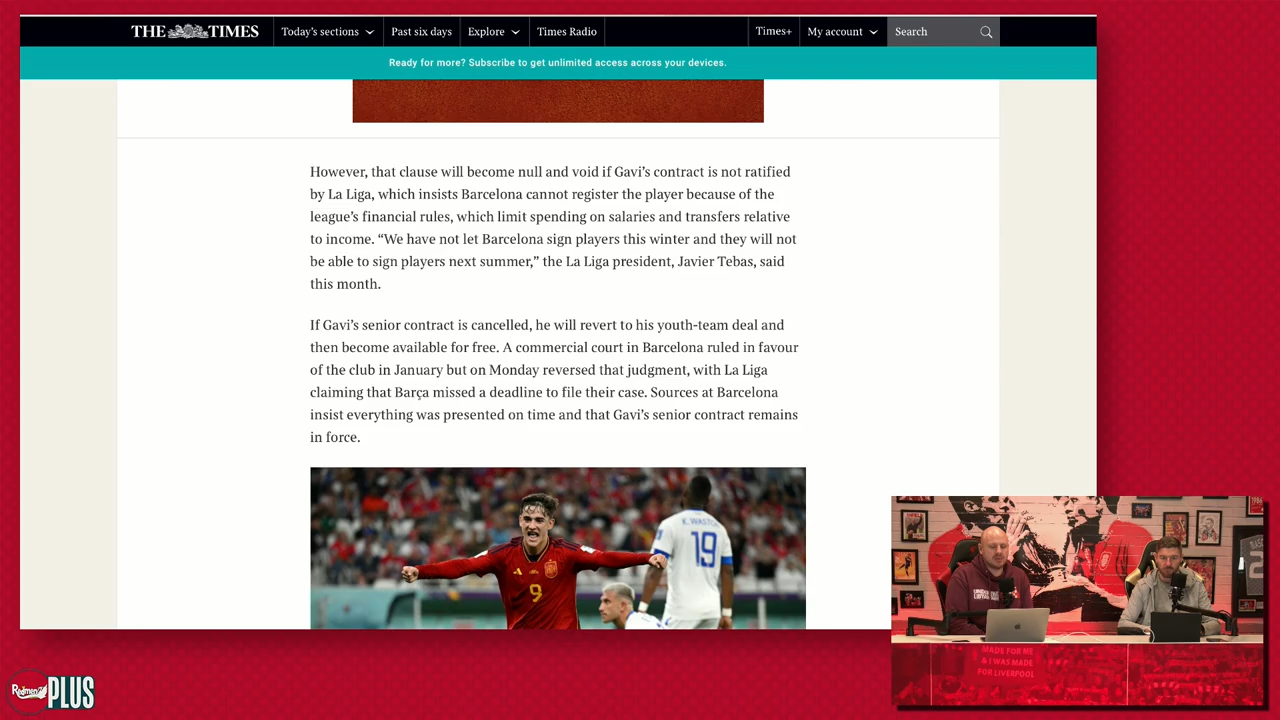 THE TIMES
Today's sections
Past six days
Explore
Times Radio
Times+
My account
Search
Ready for more? Subscribe to get unlimited access across your devices.
However, that clause will become null and void if Gavi’s contract is not ratified
by La Liga, which insists Barcelona cannot register the player because of the
league’s financial rules, which limit spending on salaries and transfers relative
to income. “We have not let Barcelona sign players this winter and they will not
be able to sign players next summer,” the La Liga president, Javier Tebas, said
this month.
If Gavi’s senior contract is cancelled, he will revert to his youth-team deal and
then become available for free. A commercial court in Barcelona ruled in favour
of the club in January but on Monday reversed that judgment, with La Liga
claiming that Barça missed a deadline to file their case. Sources at Barcelona
insist everything was presented on time and that Gavi’s senior contract remains
in force.
9
19
MADE FOR ME
& I WAS MADE
FOR LIVERPOOL
Redmen
PLUS